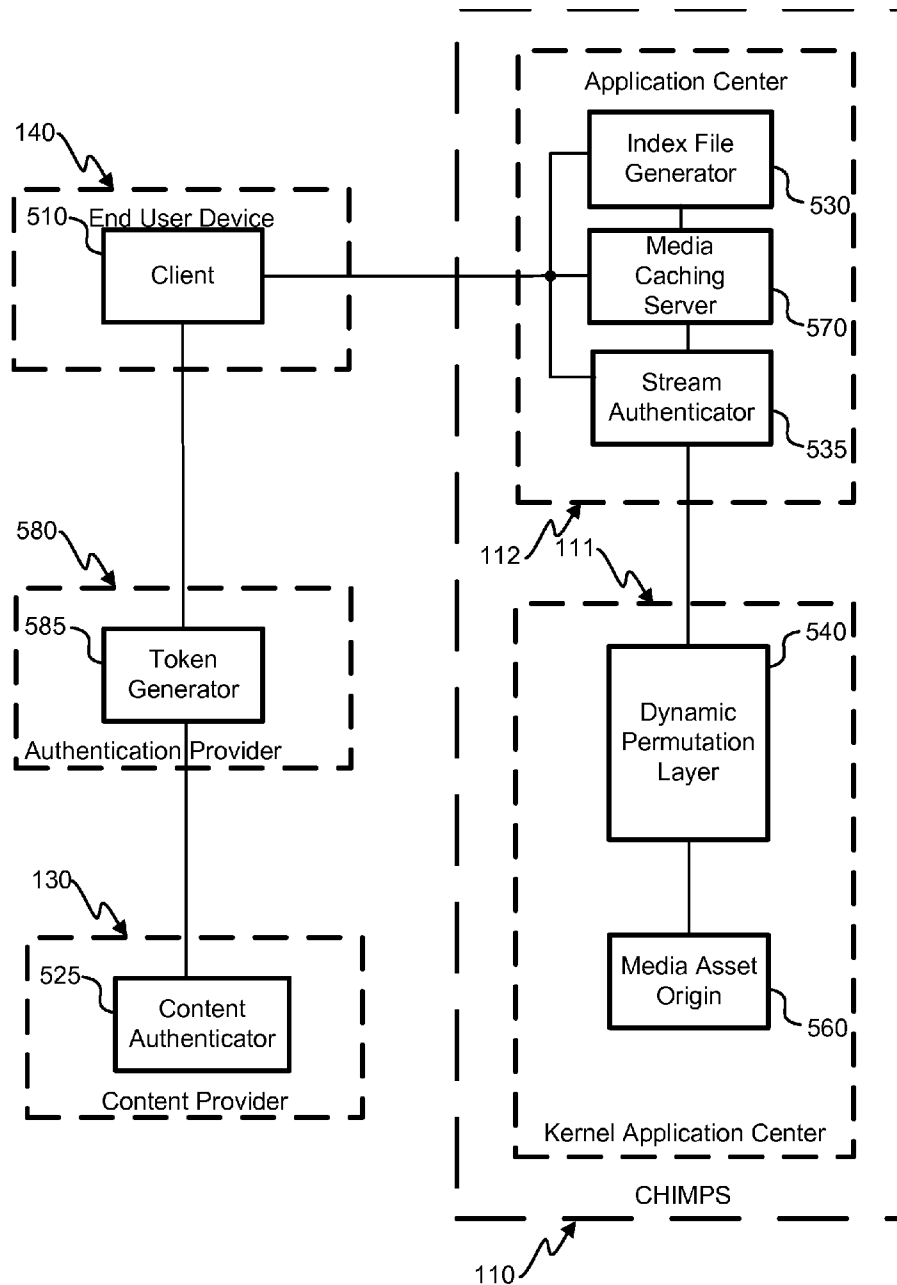 140
End User Device
510
Client
580
585
Token
Generator
Authentication Provider
130
525
Content
Authenticator
Content Provider
Application Center
Index File
Generator
530
Media
Caching
Server
570
Stream
Authenticator
535
112
111
540
Dynamic
Permutation
Layer
Media Asset
Origin
560
Kernel Application Center
CHIMPS
110